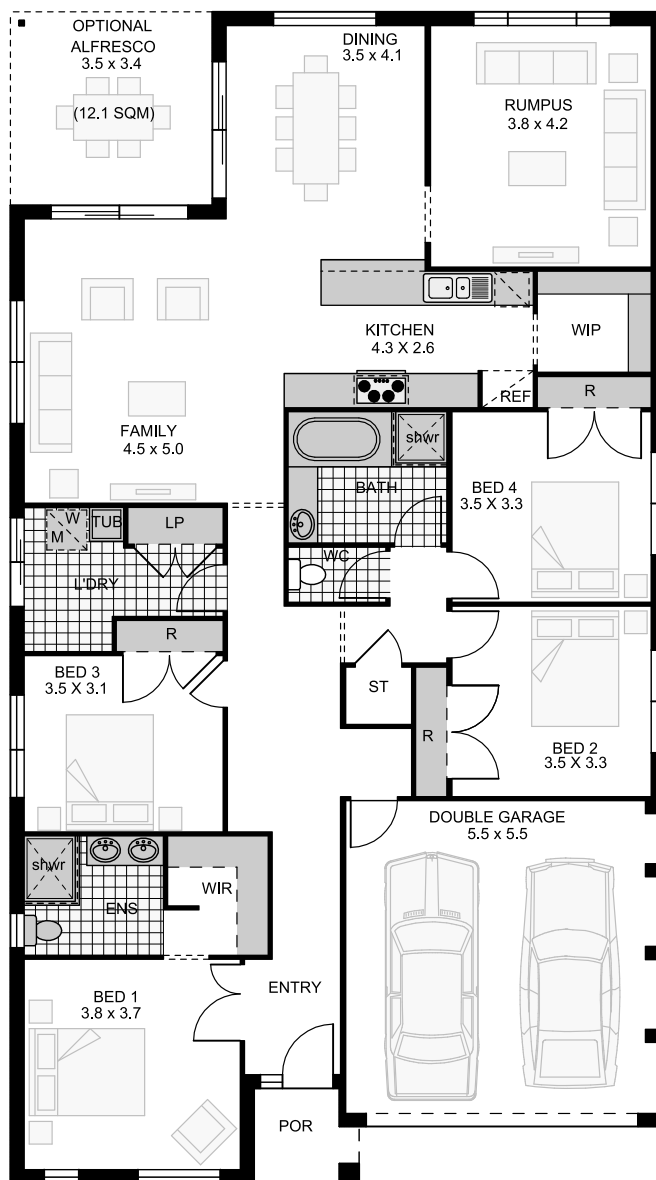 OPTIONAL
ALFRESCO
3.5 x 3.4
(12.1 SQM)
DINING
3.5 x 4.1
RUMPUS
3.8 x 4.2
KITCHEN
4.3 X 2.6
WIP
REF
R
FAMILY
4.5 x 5.0
shwr
BATH
BED 4
3.5 X 3.3
W
M
TUB
LP
L'DRY
WC
R
BED 3
3.5 X 3.1
ST
R
BED 2
3.5 X 3.3
DOUBLE GARAGE
5.5 x 5.5
shwr
WIR
ENS
BED 1
3.8 x 3.7
ENTRY
POR